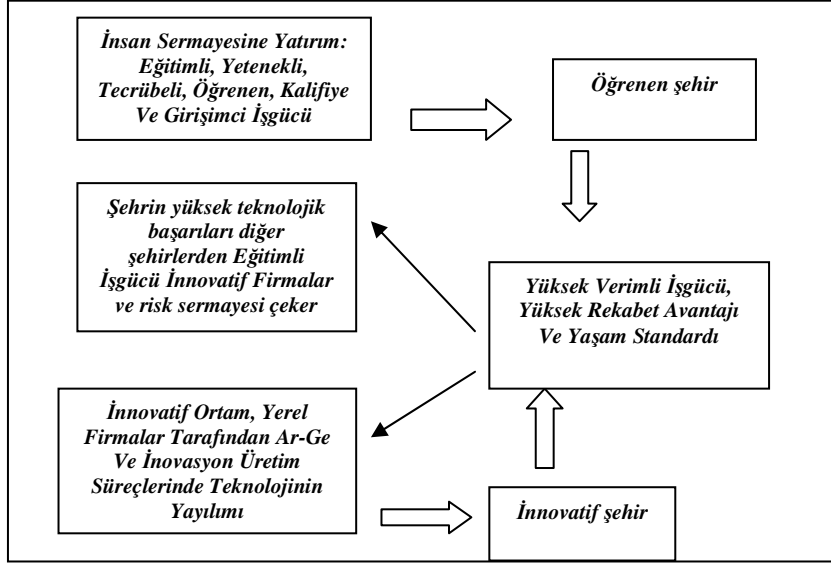 İnsan Sermayesine Yatırım:
Eğitimli, Yetenekli,
Tecrübeli, Öğrenen, Kalifiye
Ve Girişimci İşgücü
Öğrenen şehir
Şehrin yüksek teknolojik
başarıları diğer
şehirlerden Eğitimli
İşgücü İnnovatif Firmalar
ve risk sermayesi çeker
Yüksek Verimli İşgücü,
Yüksek Rekabet Avantajı
Ve Yaşam Standardı
İnnovatif Ortam, Yerel
Firmalar Tarafından Ar-Ge
Ve İnovasyon Üretim
Süreçlerinde Teknolojinin
Yayılımı
İnnovatif şehir